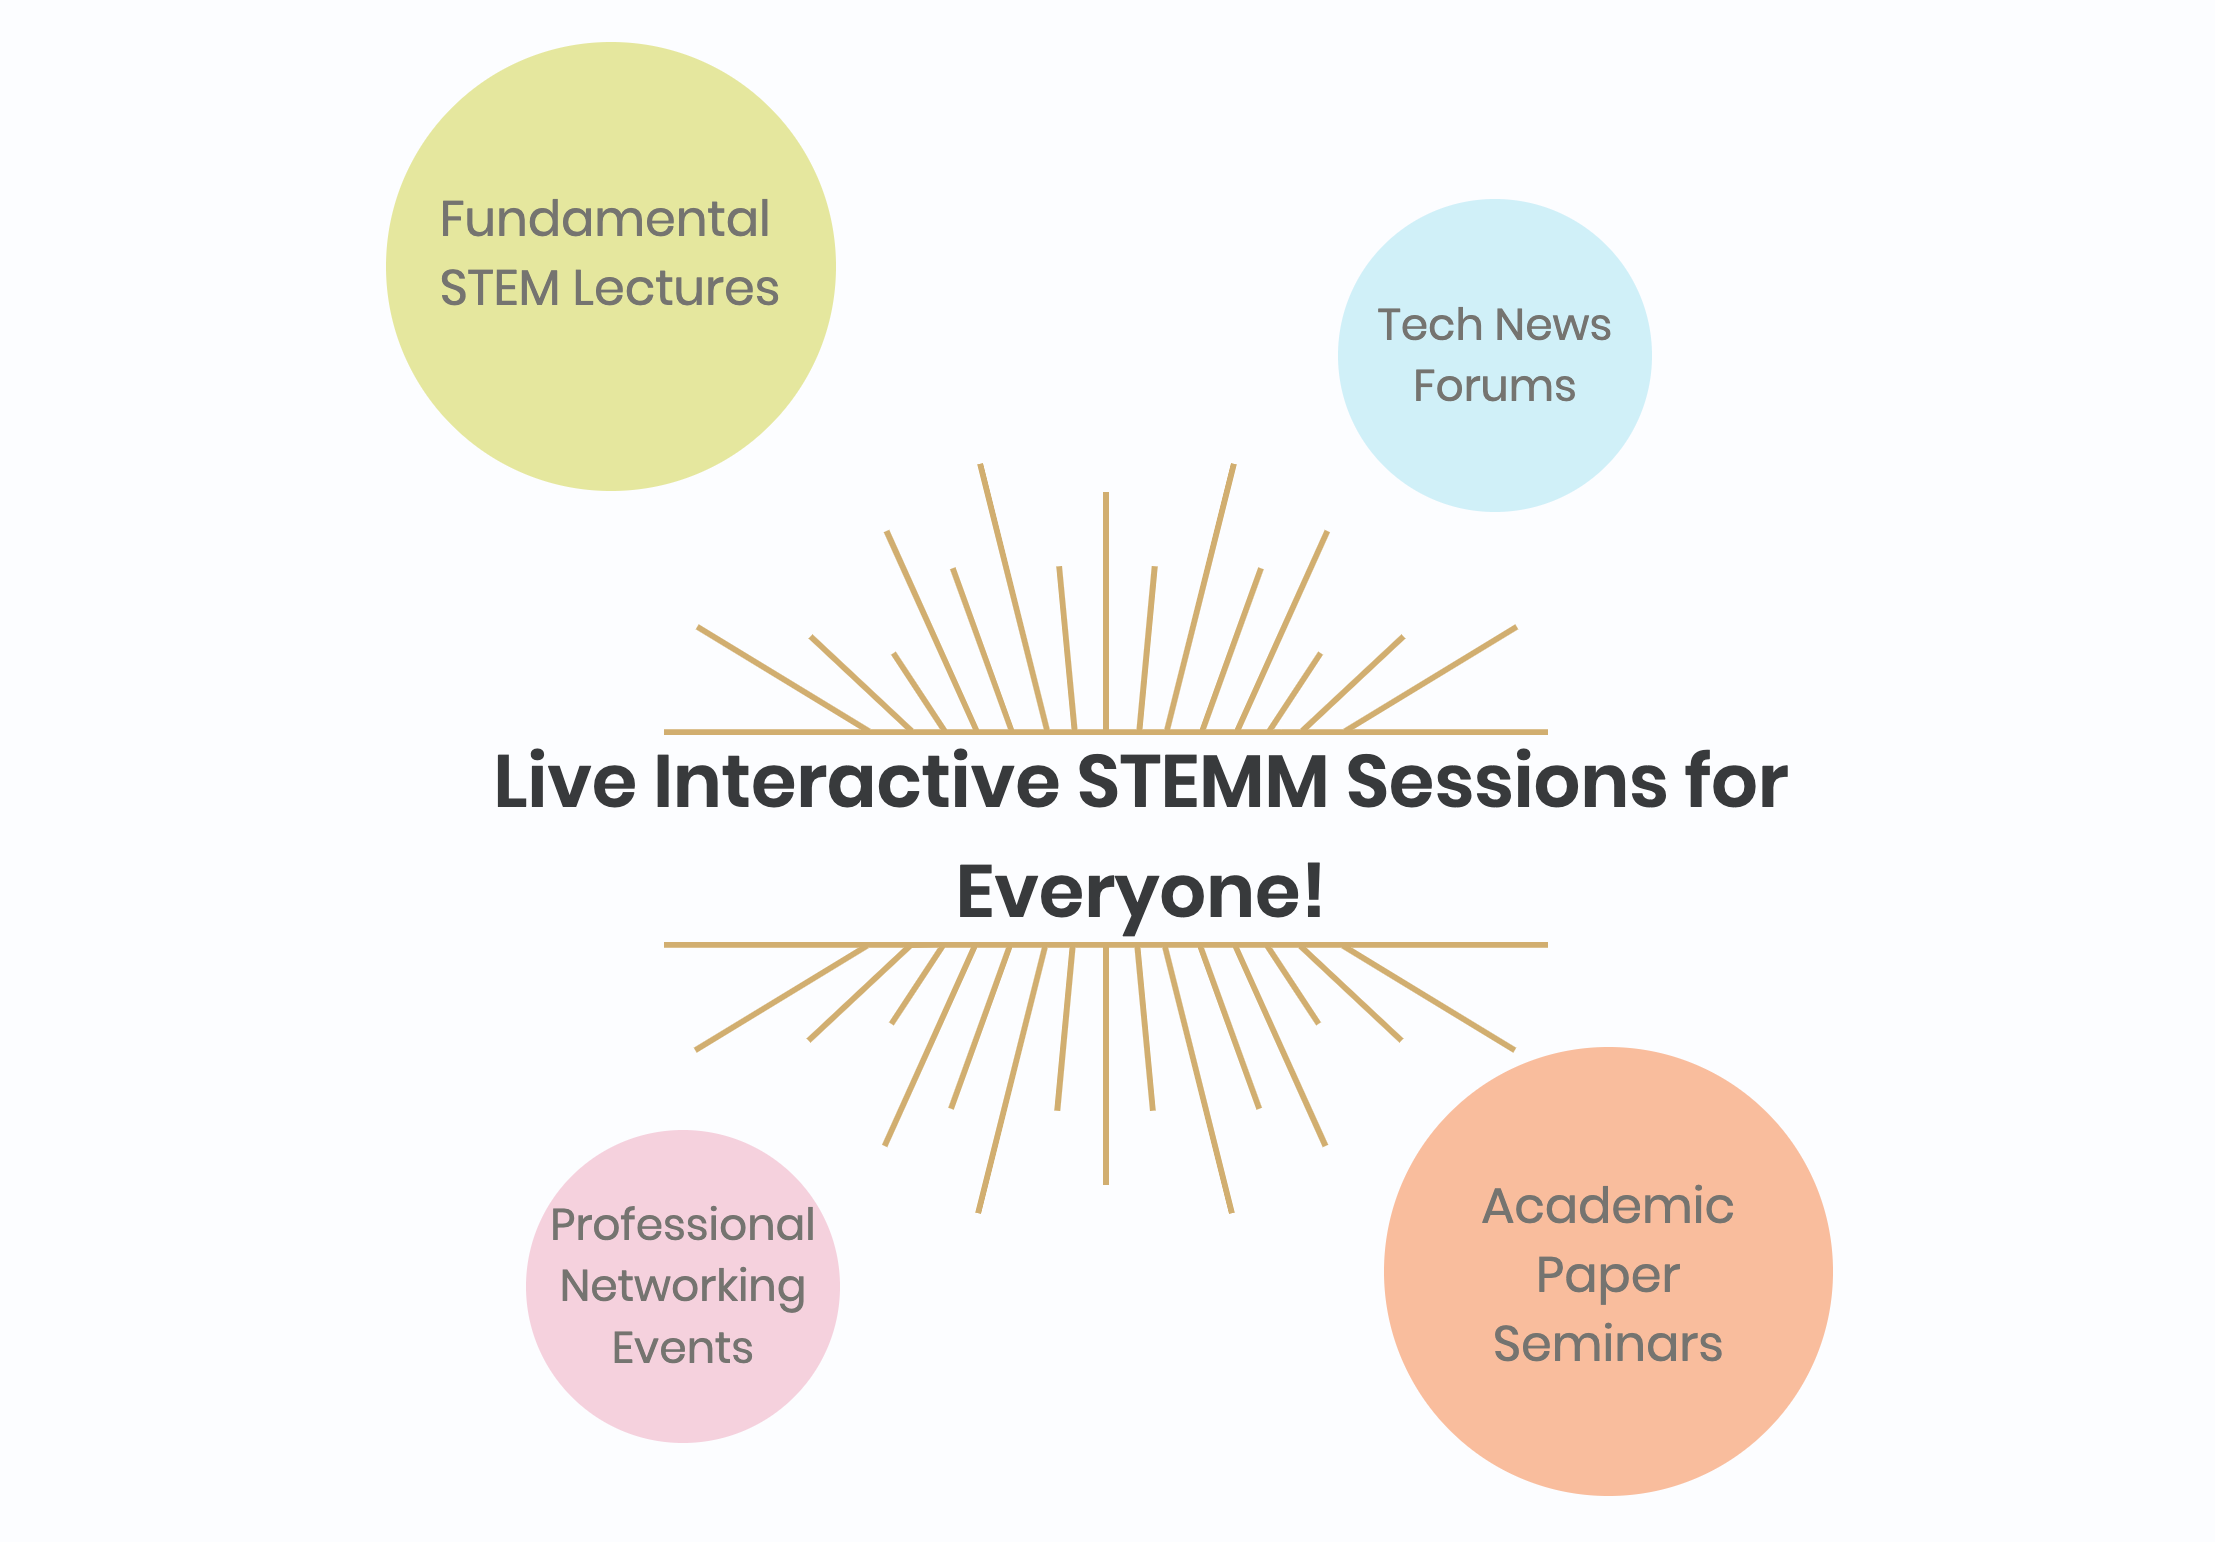 Fundamental
STEM Lectures
Tech News
Forums
Live Interactive STEMM Sessions for
Everyone!
Professional
Networking
Events
Academic
Paper
Seminars